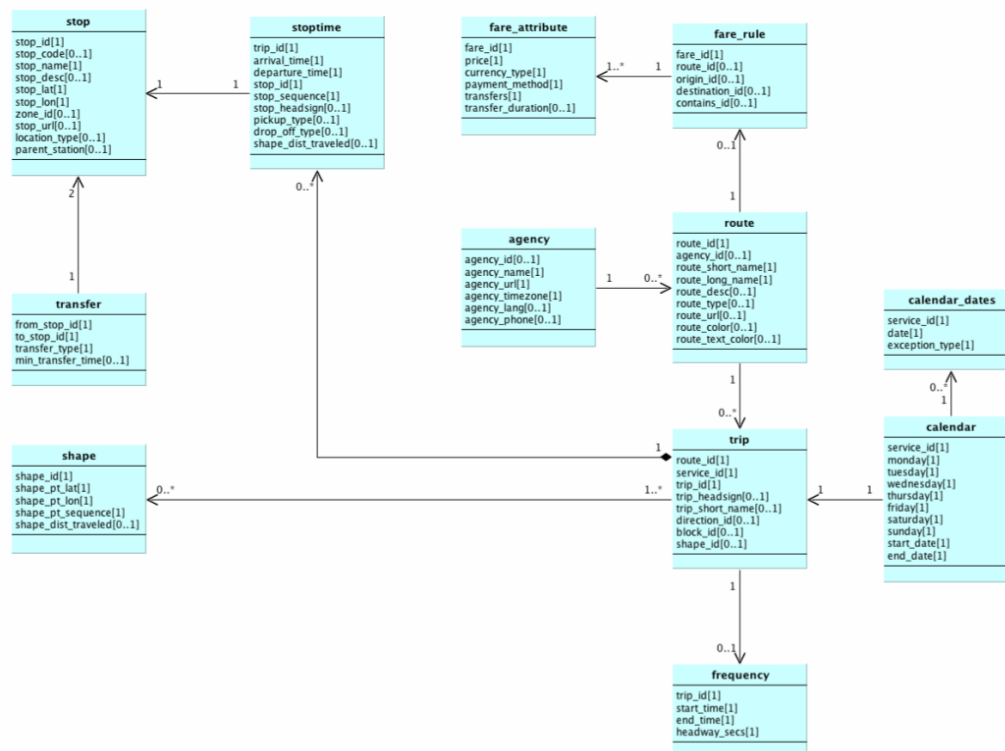 stop
stop_id[1]
stop_code[0..1]
stop_name[1]
stop_desc[0..1]
stop_lat[1]
stop_lon[1]
zone_id[0..1]
stop_url[0..1]
location_type[0..1]
parent_station[0..1]
1
1
stoptime
trip_id[1]
arrival_time[1]
departure_time[1]
stop_id[1]
stop_sequence[1]
stop_headsign[0..1]
pickup_type[0..1]
drop_off_type[0..1]
shape_dist_traveled[0..1]
0..*
fare_attribute
fare_id[1]
price[1]
currency_type[1]
payment_method[1]
transfers[1]
transfer_duration[0..1]
1..*
1
fare_rule
fare_id[1]
route_id[0..1]
origin_id[0..1]
destination_id[0..1]
contains_id[0..1]
0..1
1
2
1
transfer
from_stop_id[1]
to_stop_id[1]
transfer_type[1]
min_transfer_time[0..1]
agency
agency_id[0..1]
agency_name[1]
agency_url[1]
agency_timezone[1]
agency_lang[0..1]
agency_phone[0..1]
1
0..*
route
route_id[1]
agency_id[0..1]
route_short_name[1]
route_long_name[1]
route_desc[0..1]
route_type[0..1]
route_url[0..1]
route_color[0..1]
route_text_color[0..1]
1
0..*
calendar_dates
service_id[1]
date[1]
exception_type[1]
0..*
1
shape
shape_id[1]
shape_pt_lat[1]
shape_pt_lon[1]
shape_pt_sequence[1]
shape_dist_traveled[0..1]
0..*
1
1..*
trip
route_id[1]
service_id[1]
trip_id[1]
trip_headsign[0..1]
trip_short_name[0..1]
direction_id[0..1]
block_id[0..1]
shape_id[0..1]
1
1
calendar
service_id[1]
monday[1]
tuesday[1]
wednesday[1]
thursday[1]
friday[1]
saturday[1]
sunday[1]
start_date[1]
end_date[1]
1
0..1
frequency
trip_id[1]
start_time[1]
end_time[1]
headway_secs[1]